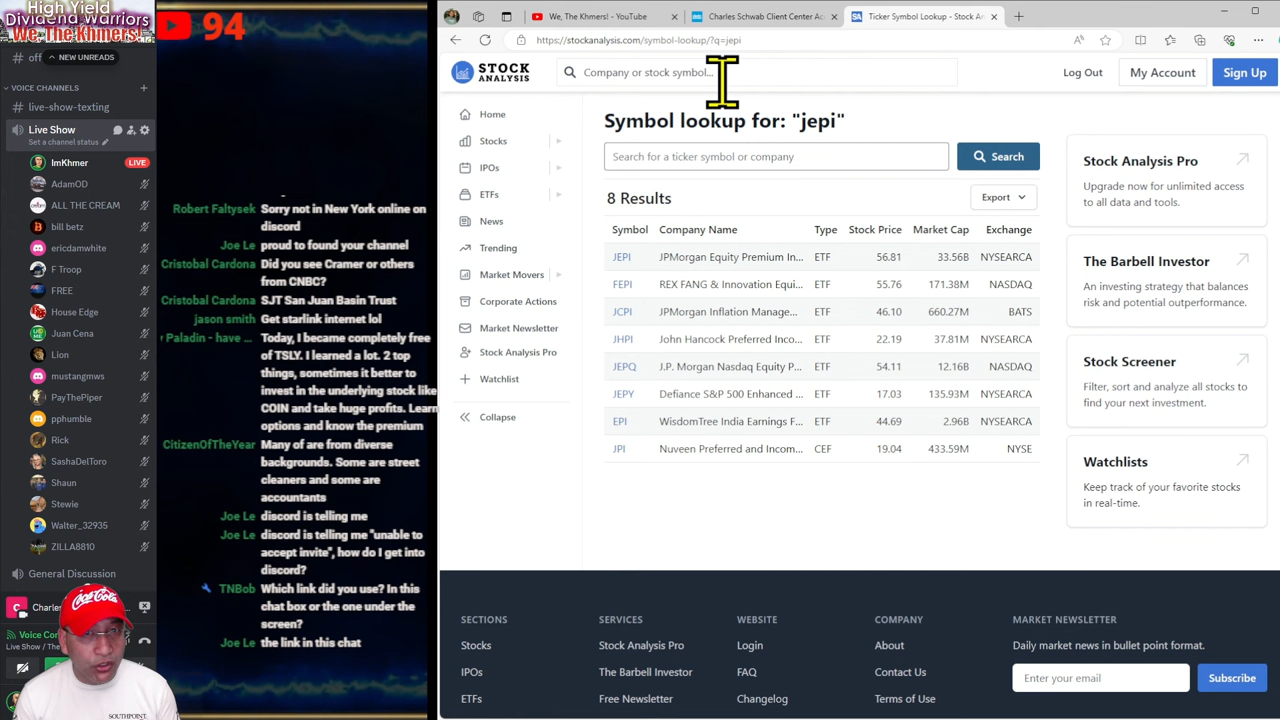 High Yield
Dividend Warriors
We, The Khmers!
94
off
NEW UNREADS
VOICE CHANNELS
live-show-texting
Live Show
Set a channel status
ImKhmer
LIVE
AdamOD
ALL THE CREAM
bill betz
ericdamwhite
F Troop
FREE
House Edge
Juan Cena
Lion
mustangmws
PayThePiper
pphumble
Rick
SashaDelToro
Shaun
Stewie
Walter_32935
ZILLA8810
General Discussion
Charles
Voice Con
Live Show / The
SOUTHPOINT.
Coca-Cola
Robert Faltysek Sorry not in New York online on
discord
Joe Le proud to found your channel
Cristobal Cardona Did you see Cramer or others
from CNBC?
Cristobal Cardona SJT San Juan Basin Trust
jason smith Get starlink internet lol
Paladin - have ... Today, I became completely free
of TSLY. I learned a lot. 2 top
things, sometimes it better to
invest in the underlying stock like
COIN and take huge profits. Learn
options and know the premium
CitizenOfTheYear Many of are from diverse
backgrounds. Some are street
cleaners and some are
accountants
Joe Le discord is telling me
Joe Le discord is telling me "unable to
accept invite", how do I get into
discord?
TNBob Which link did you use? In this
chat box or the one under the
screen?
Joe Le the link in this chat
We, The Khmers! - YouTube
Charles Schwab Client Center Ac
Ticker Symbol Lookup - Stock An
https://stockanalysis.com/symbol-lookup/?q=jepi
STOCK
ANALYSIS
Company or stock symbol...
Log Out
My Account
Sign Up
Home
Stocks
IPOs
ETFs
News
Trending
Market Movers
Corporate Actions
Market Newsletter
Stock Analysis Pro
Watchlist
Collapse
Symbol lookup for: "jepi"
Search for a ticker symbol or company
Search
8 Results
Export
Symbol Company Name Type Stock Price Market Cap Exchange
JEPI JPMorgan Equity Premium In... ETF 56.81 33.56B NYSEARCA
FEPI REX FANG & Innovation Equi... ETF 55.76 171.38M NASDAQ
JCPI JPMorgan Inflation Manage... ETF 46.10 660.27M BATS
JHPI John Hancock Preferred Inco... ETF 22.19 37.81M NYSEARCA
JEPQ J.P. Morgan Nasdaq Equity P... ETF 54.11 12.16B NASDAQ
JEPY Defiance S&P 500 Enhanced ... ETF 17.03 135.93M NYSEARCA
EPI WisdomTree India Earnings F... ETF 44.69 2.96B NYSEARCA
JPI Nuveen Preferred and Incom... CEF 19.04 433.59M NYSE
Stock Analysis Pro
Upgrade now for unlimited access
to all data and tools.
The Barbell Investor
An investing strategy that balances
risk and potential outperformance.
Stock Screener
Filter, sort and analyze all stocks to
find your next investment.
Watchlists
Keep track of your favorite stocks
in real-time.
SECTIONS
Stocks
IPOs
ETFs
SERVICES
Stock Analysis Pro
The Barbell Investor
Free Newsletter
WEBSITE
Login
FAQ
Changelog
COMPANY
About
Contact Us
Terms of Use
MARKET NEWSLETTER
Daily market news in bullet point format.
Enter your email
Subscribe